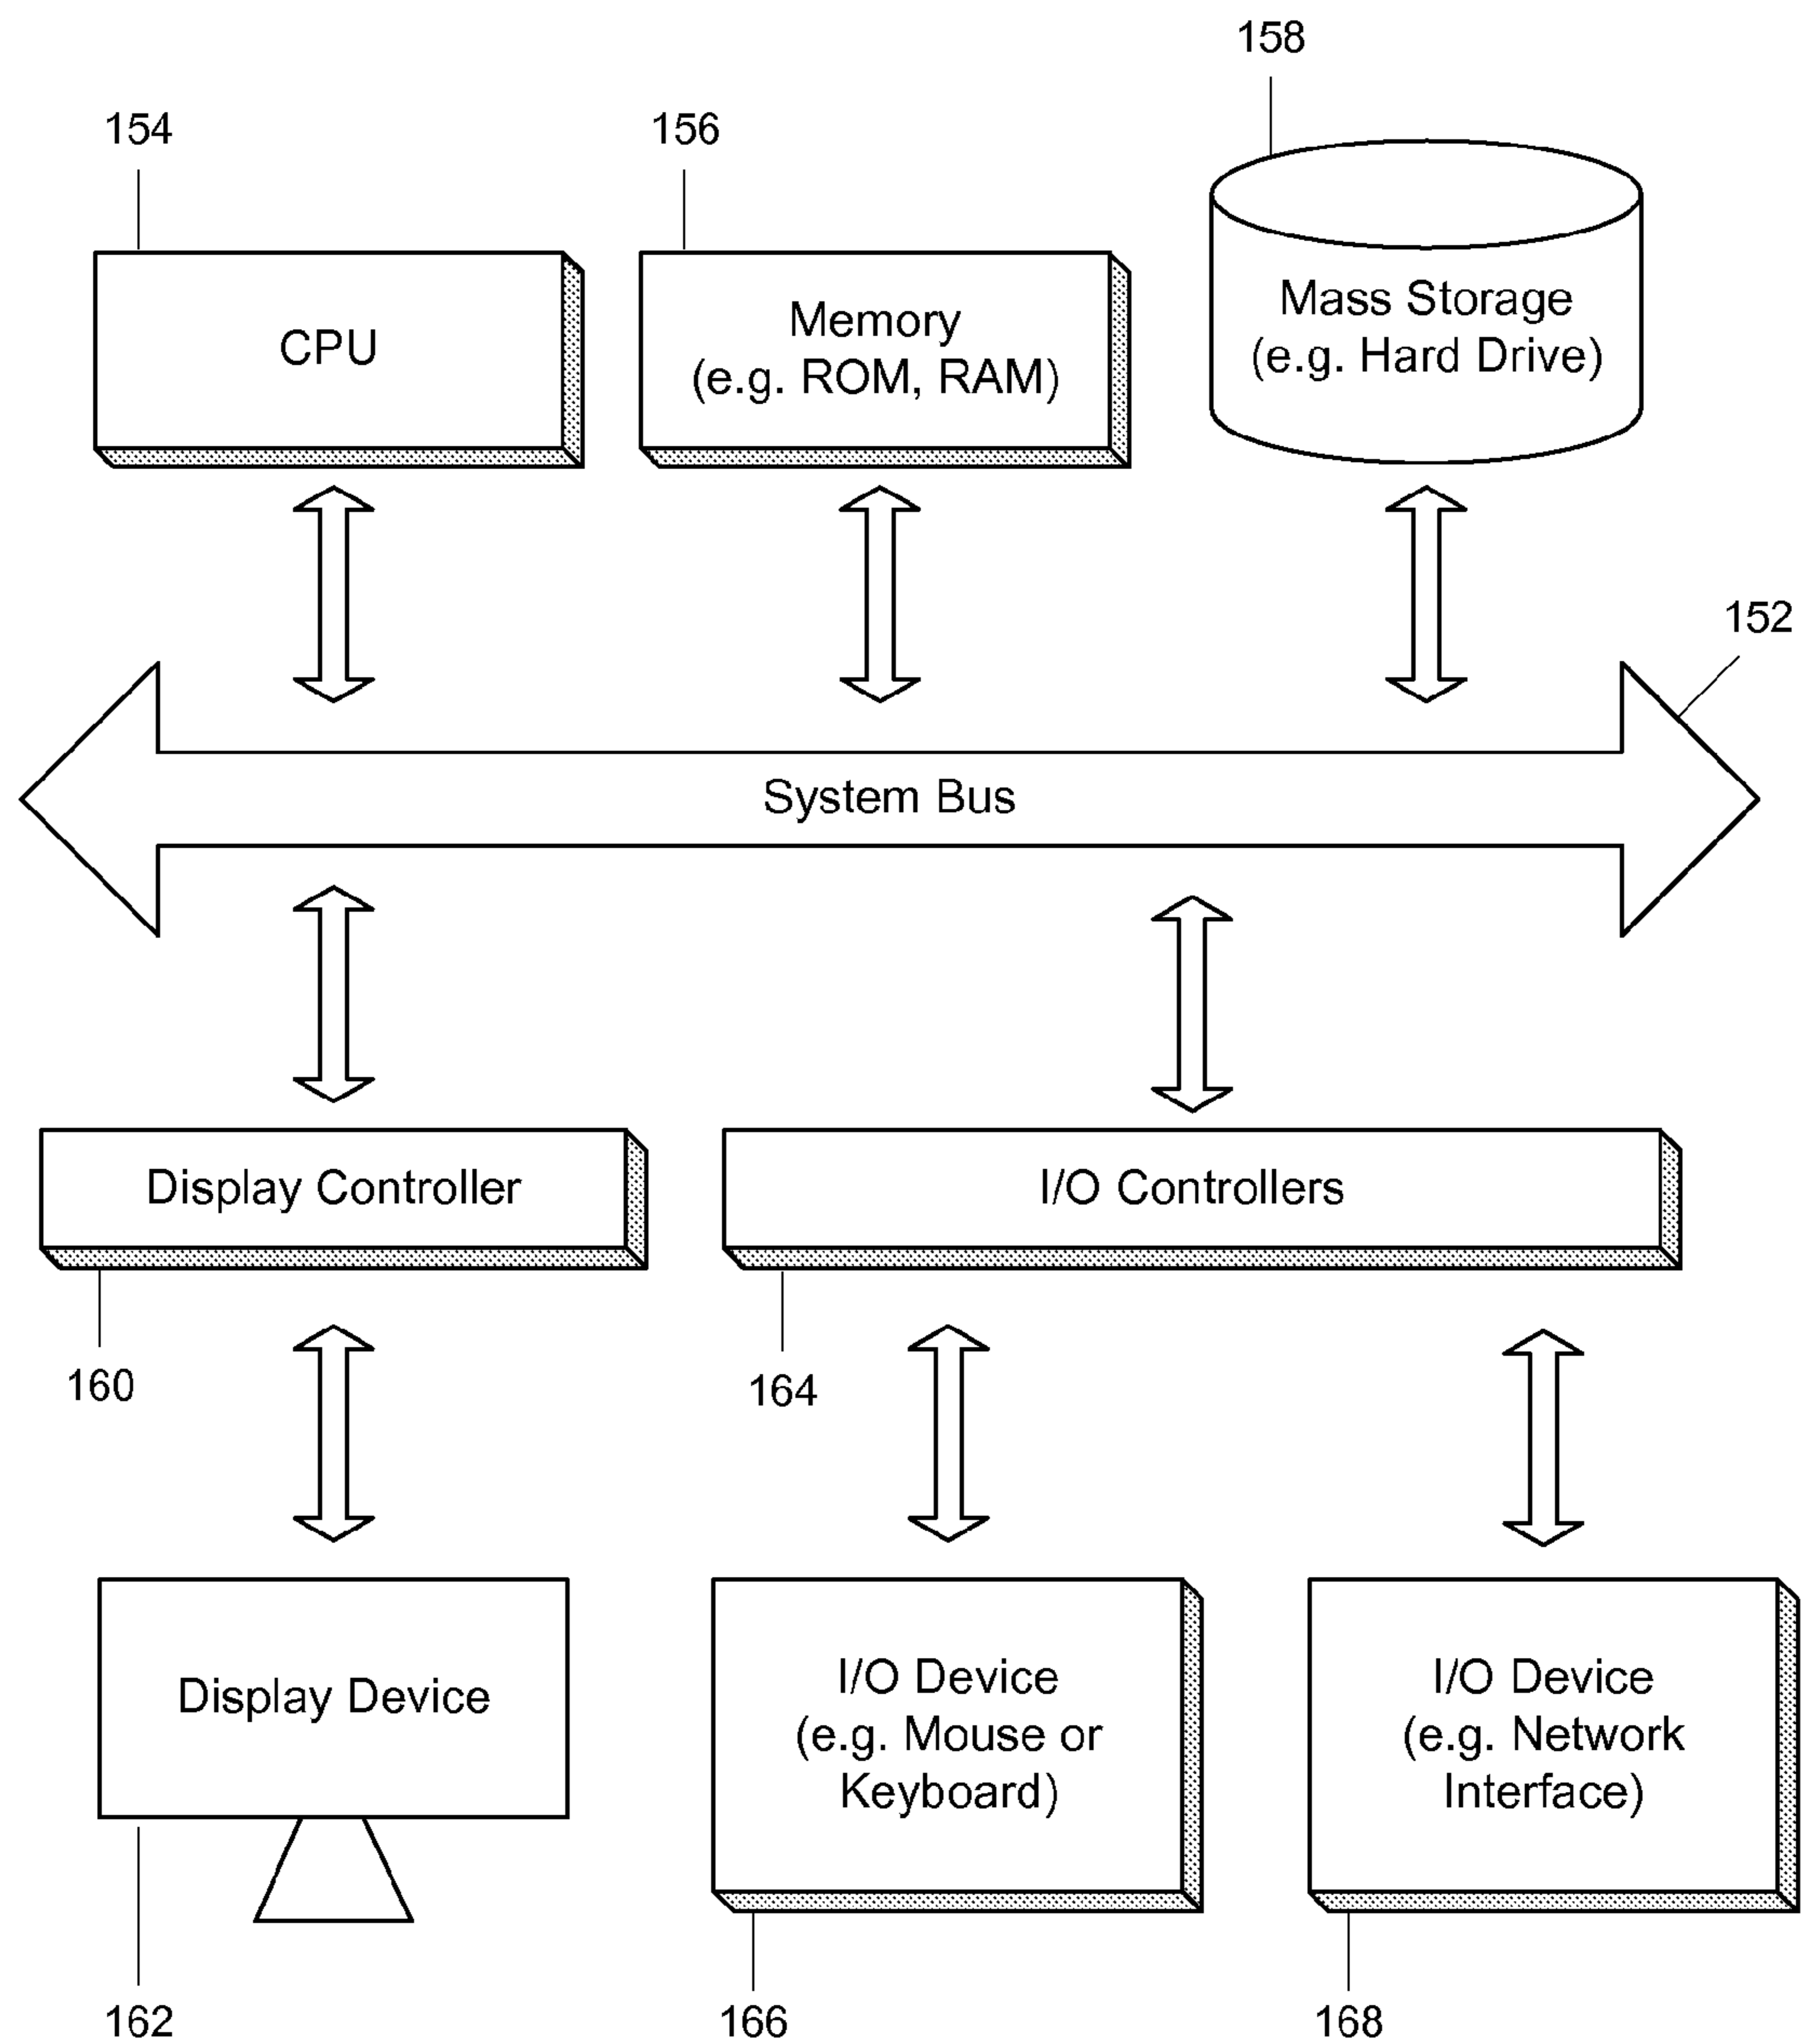 158
154
156
CPU
Memory
(e.g. ROM, RAM)
Mass Storage
(e.g. Hard Drive)
152
System Bus
Display Controller
I/O Controllers
160
164
Display Device
I/O Device
(e.g. Mouse or
Keyboard)
I/O Device
(e.g. Network
Interface)
162
166
168